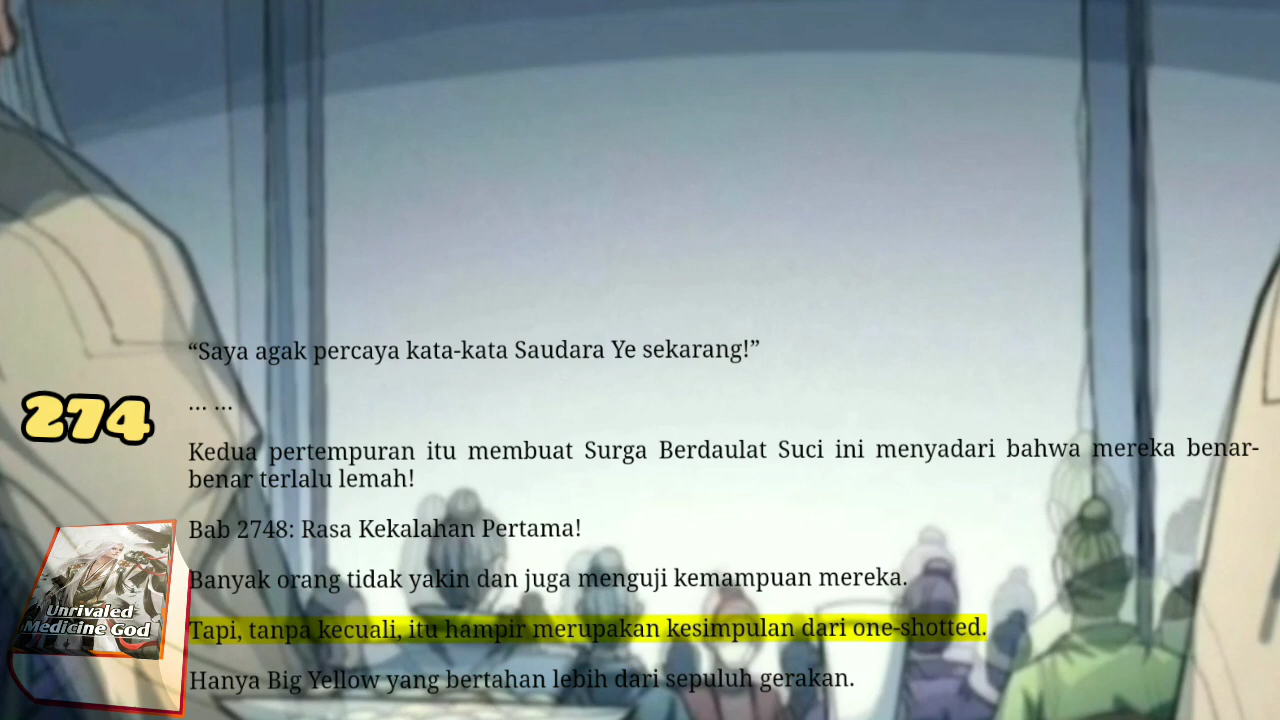 “Saya agak percaya kata-kata Saudara Ye sekarang!”
... ...
274
Kedua pertempuran itu membuat Surga Berdaulat Suci ini menyadari bahwa mereka benar-
benar terlalu lemah!
Bab 2748: Rasa Kekalahan Pertama!
Banyak orang tidak yakin dan juga menguji kemampuan mereka.
Unrivaled
Medicine God
Tapi, tanpa kecuali, itu hampir merupakan kesimpulan dari one-shotted.
Hanya Big Yellow yang bertahan lebih dari sepuluh gerakan.